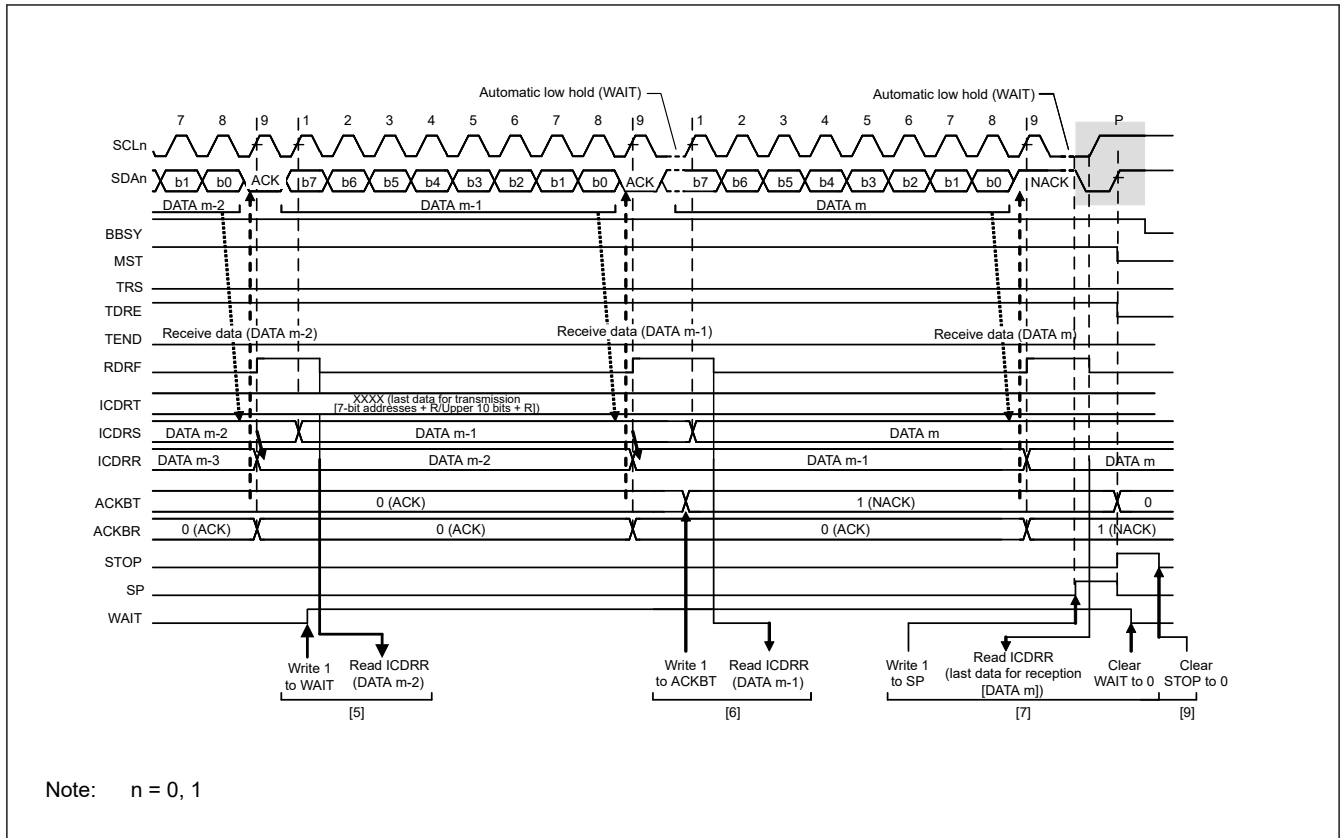 Automatic low hold (WAIT)
Automatic low hold (WAIT)
7 8 9 1 2 3 4 5 6 7 8 9 1 2 3 4 5 6 7 8 9 P
SCLn
SDAn b1 b0 ACK b7 b6 b5 b4 b3 b2 b1 b0 ACK b7 b6 b5 b4 b3 b2 b1 b0 NACK
DATA m-2 DATA m-1 DATA m
BBSY
MST
TRS
TDRE
TEND Receive data (DATA m-2) Receive data (DATA m-1) Receive data (DATA m)
RDRF
ICDRT XXXX (last data for transmission
[7-bit addresses + R/Upper 10 bits + R])
ICDRS DATA m-2 DATA m-1 DATA m
ICDRR DATA m-3 DATA m-2 DATA m-1 DATA m
ACKBT 0 (ACK) 1 (NACK) 0
ACKBR 0 (ACK) 0 (ACK) 0 (ACK) 1 (NACK)
STOP
SP
WAIT
Write 1
to WAIT
Read ICDRR
(DATA m-2)
[5]
Write 1
to ACKBT
Read ICDRR
(DATA m-1)
[6]
Write 1
to SP
Read ICDRR
(last data for reception
[DATA m])
Clear
WAIT to 0
[7]
Clear
STOP to 0
[9]
Note: n = 0, 1